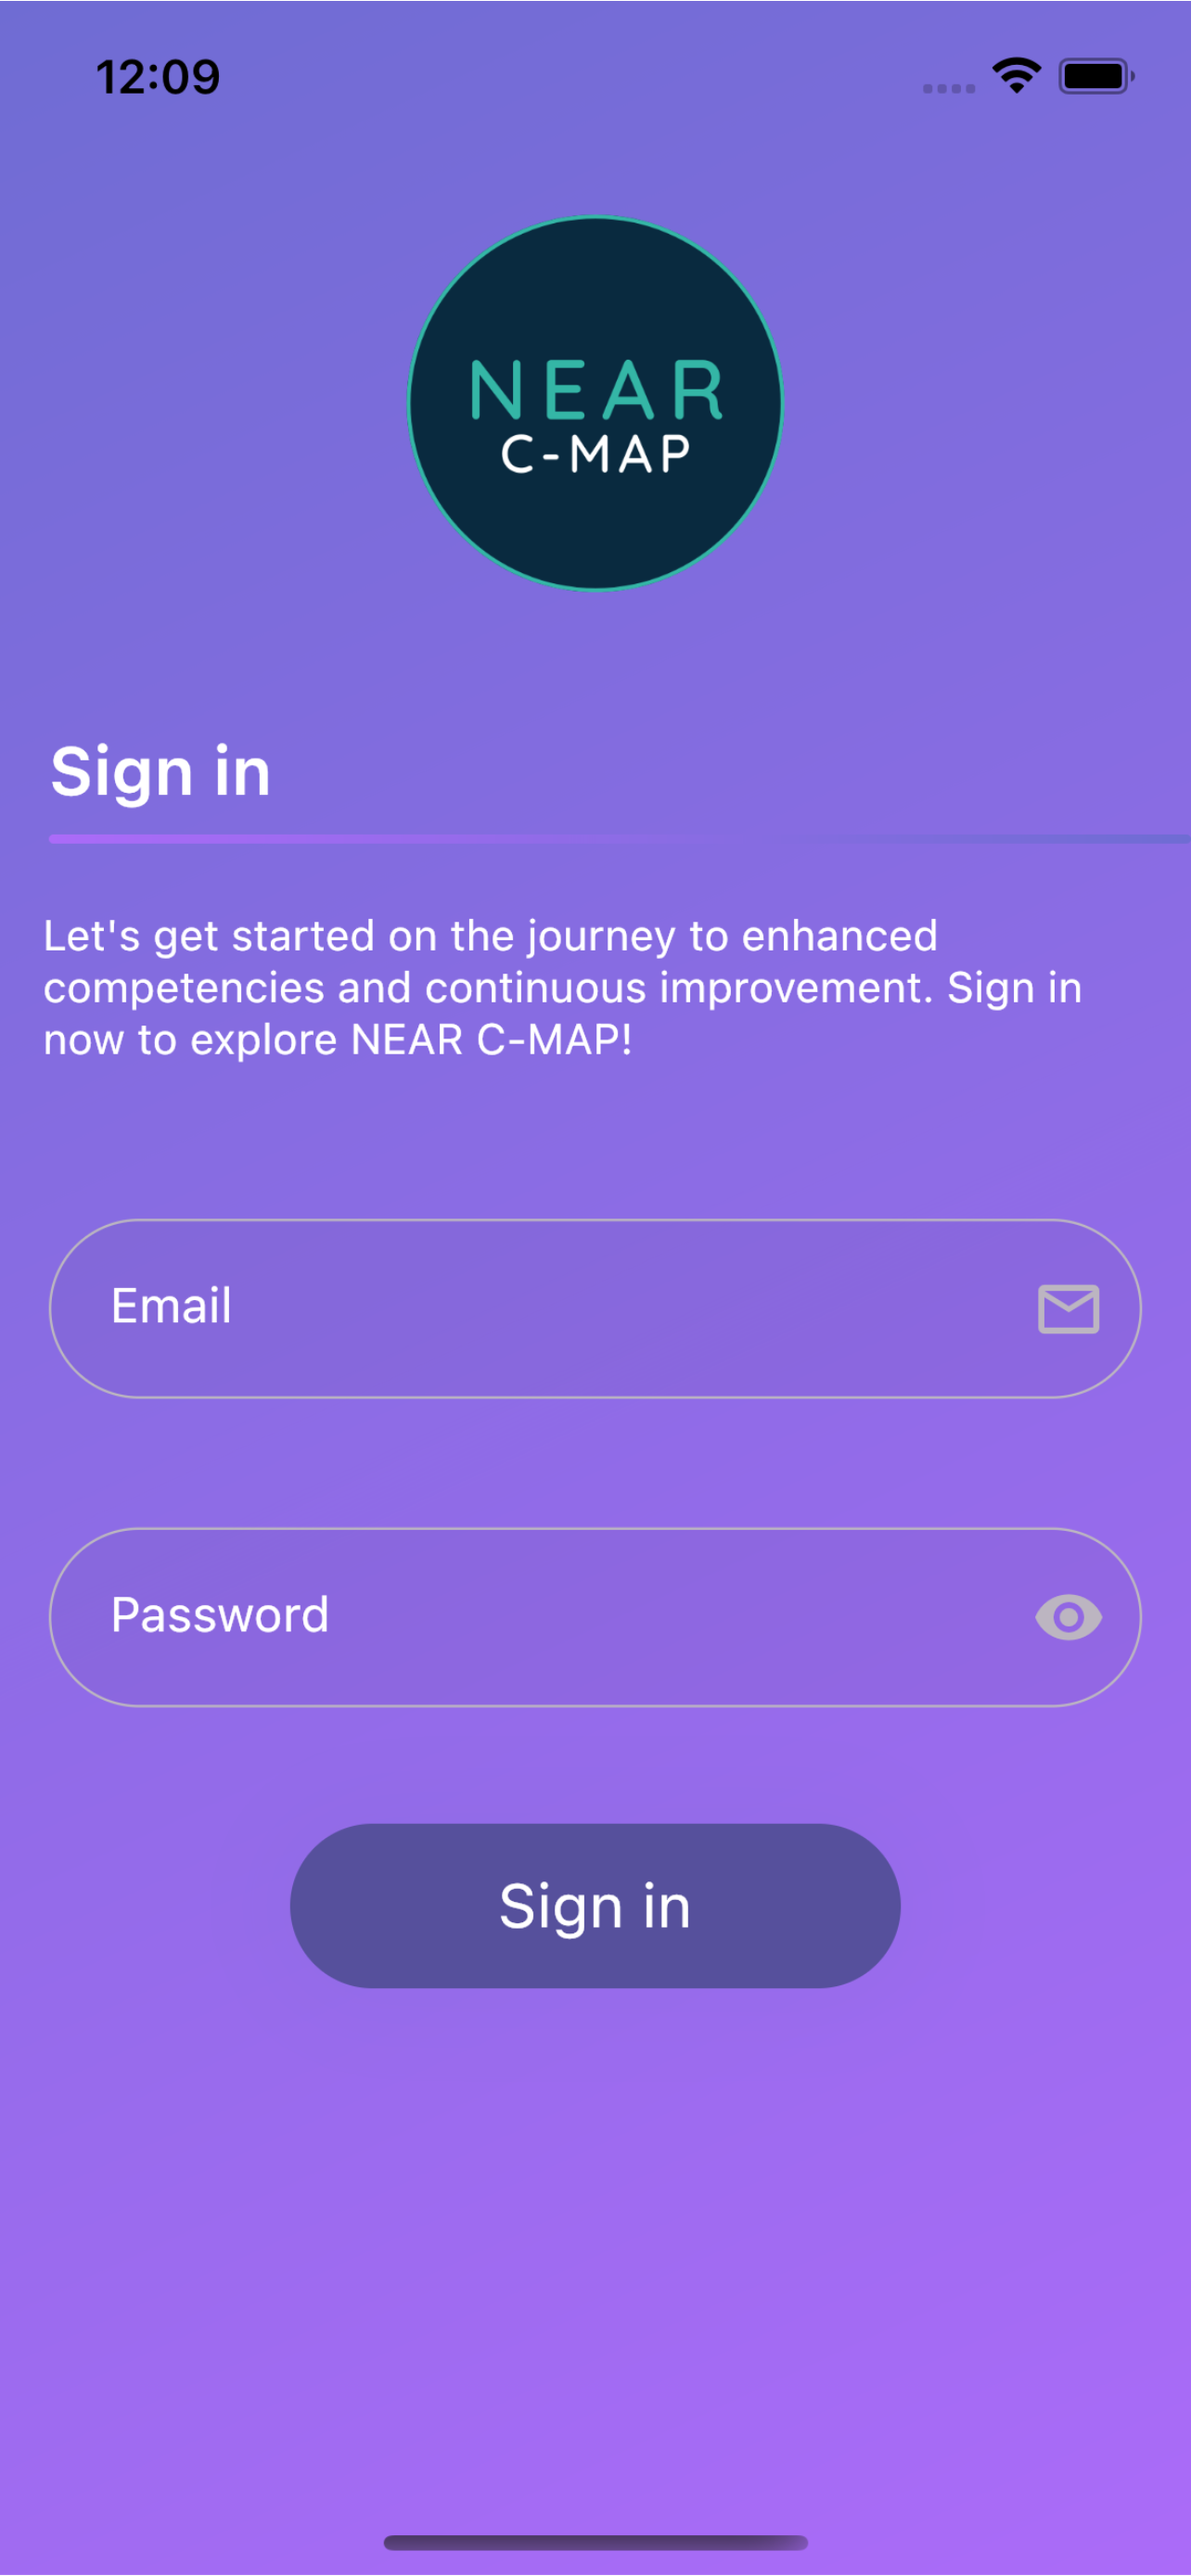 12:09
NEAR
C-MAP
Sign in
Let's get started on the journey to enhanced
competencies and continuous improvement. Sign in
now to explore NEAR C-MAP!
Email
Password
Sign in